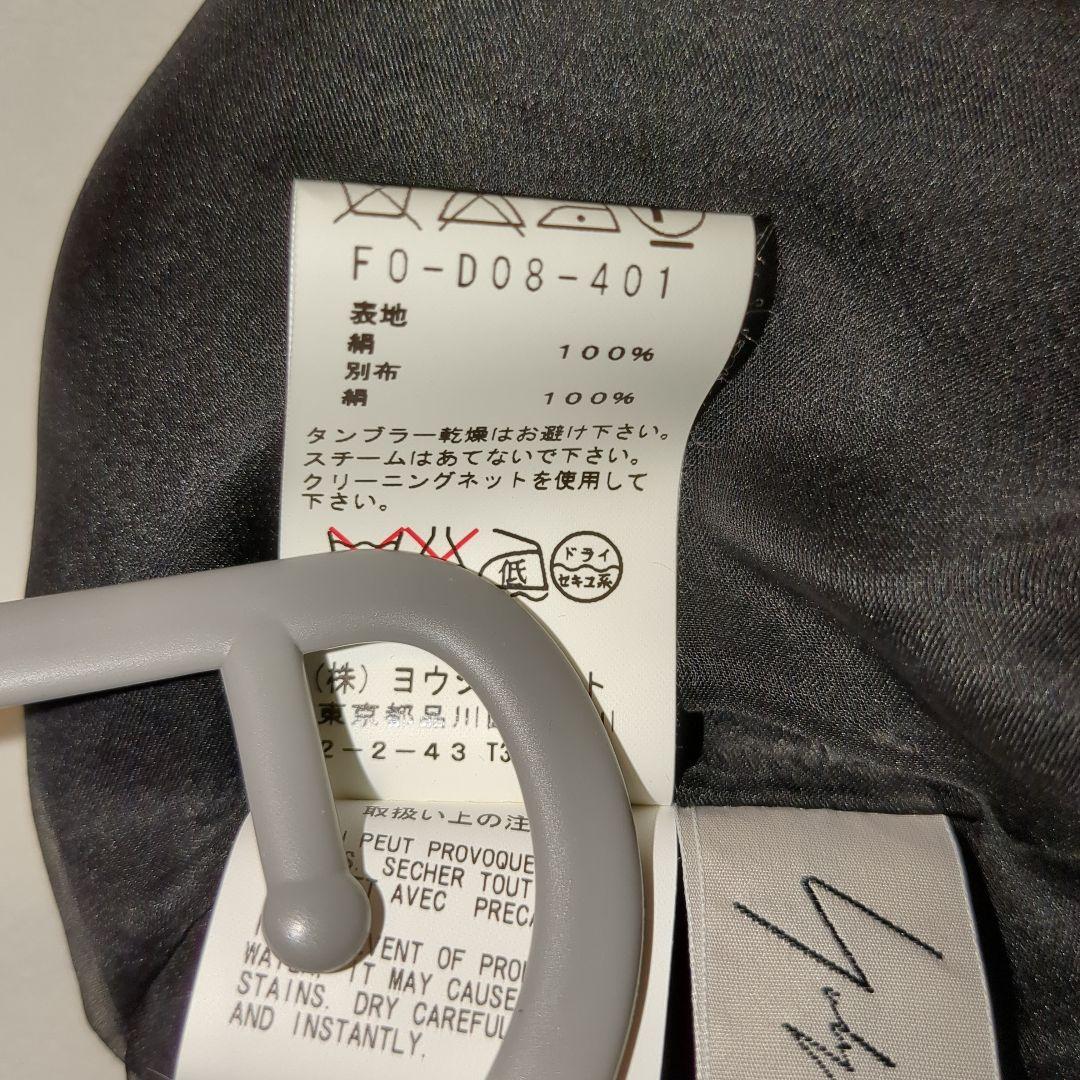 F0-D08-401
表地
絹 100%
別布
絹 100%
タンブラー乾燥はお避け下さい。
スチームはあてないで下さい。
クリーニングネットを使用して
下さい。
低 ドライ
セキユ系
(株) ヨウジ ト
東京都品川
2-2-43 T3
取扱い上の注
PEUT PROVOQUE
SECHER TOUT
AVEC
OF
WATER. IT MAY CAUSE
STAINS. DRY
AND INSTANTLY.